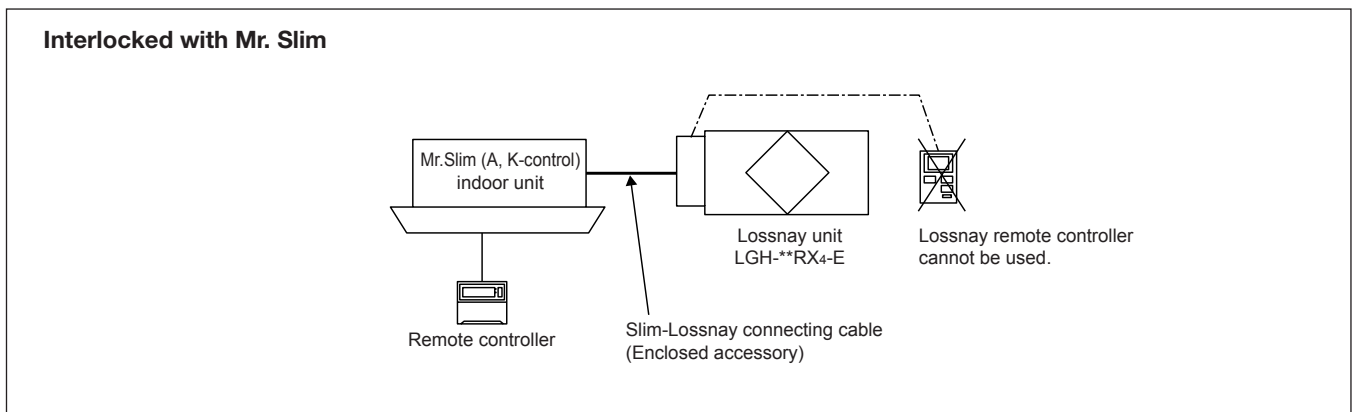 Interlocked with Mr. Slim
Mr.Slim (A, K-control)
indoor unit
Lossnay unit
LGH-**RX4-E
Lossnay remote controller
cannot be used.
Remote controller
Slim-Lossnay connecting cable
(Enclosed accessory)